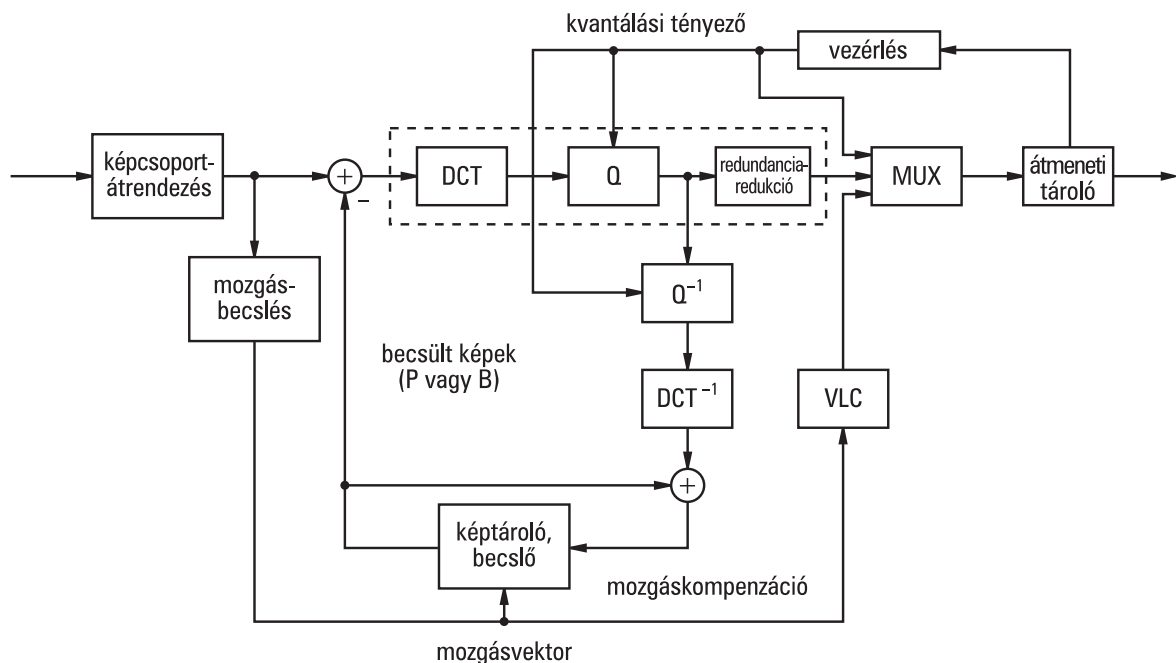 kvantálási tényező
vezérlés
képcsoport-
átrendezés
+
−
DCT
Q
redundancia-
redukció
MUX
átmeneti
tároló
mozgás-
becslés
Q⁻¹
becsült képek
(P vagy B)
DCT⁻¹
VLC
+
képtároló,
becslő
mozgáskompenzáció
mozgásvektor